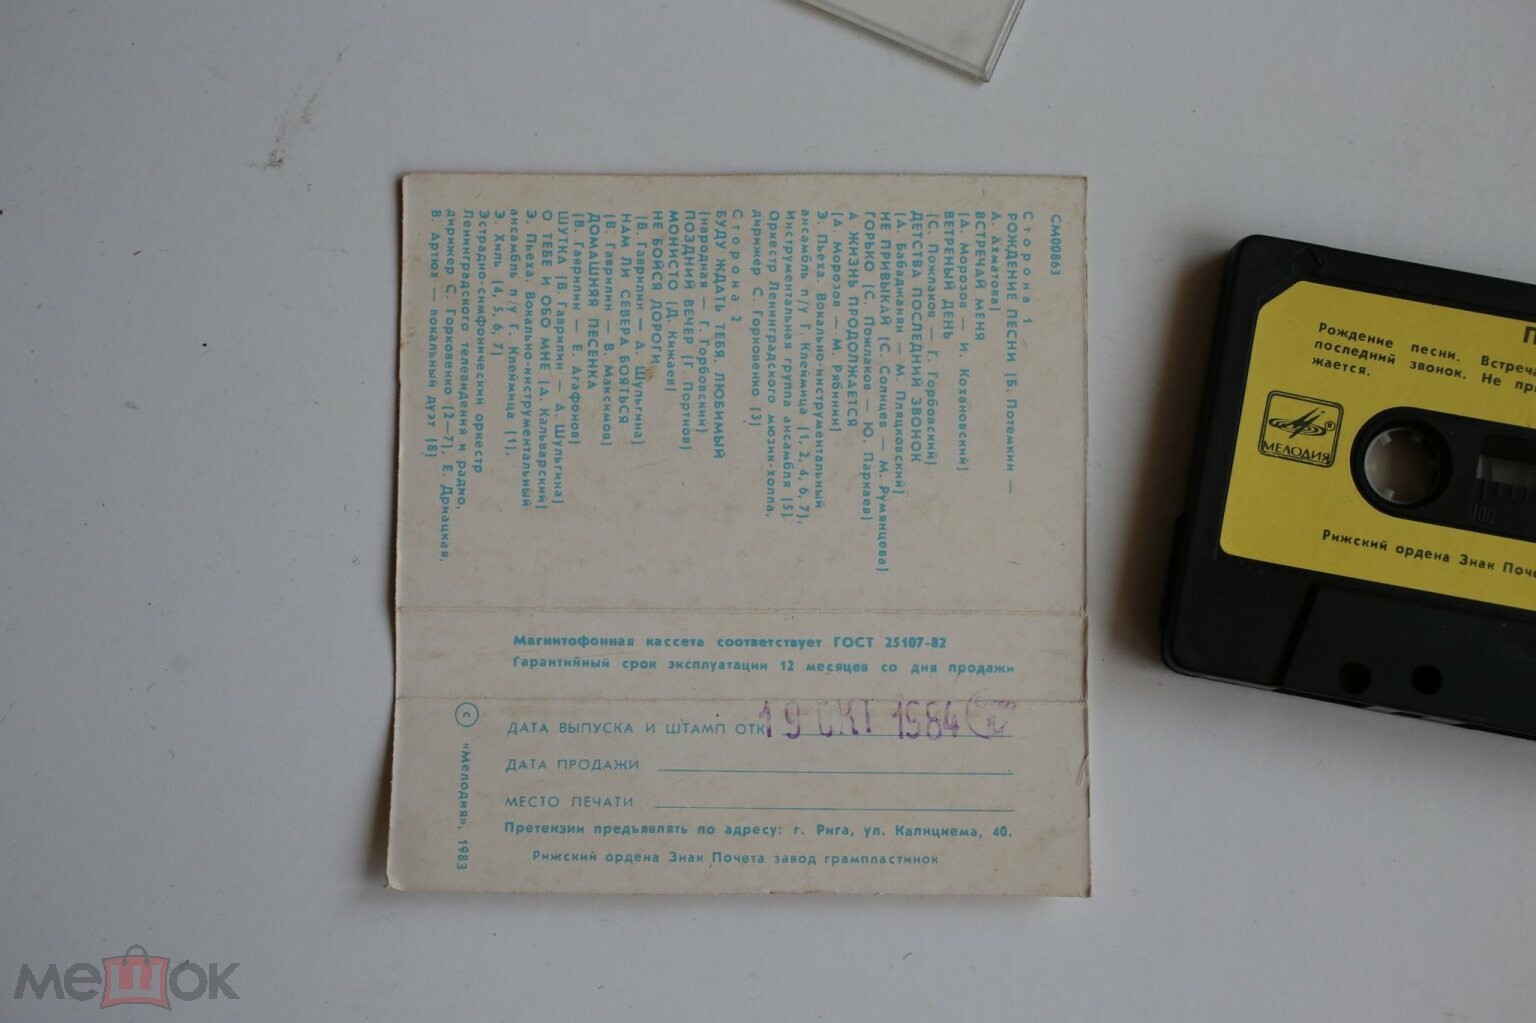 СМ00863
Сторона 1
РОЖДЕНИЕ ПЕСНИ (Б. Потемкин —
А. Ахматова)
ВСТРЕЧАЙ МЕНЯ
(А. Морозов — И. Кохановский)
ВЕТРЕНЫЙ ДЕНЬ
(С. Пожлаков — Г. Горбовский)
ДЕТСТВА ПОСЛЕДНИЙ ЗВОНОК
(А. Бабаджанян — М. Пляцковский)
НЕ ПРИВЫКАЙ (С. Солнцев — М. Румянцева)
ГОРЬКО (С. Пожлаков — Ю. Паркаев)
А ЖИЗНЬ ПРОДОЛЖАЕТСЯ
(А. Морозов — М. Рябинин)
Э. Пьеха. Вокально-инструментальный
ансамбль п/у Г. Клеймица (1, 2, 4, 6, 7),
Инструментальная группа ансамбля (5)
Оркестр Ленинградского мюзик-холла,
дирижер С. Горковенко (3)
Сторона 2
БУДУ ЖДАТЬ ТЕБЯ, ЛЮБИМЫЙ
(народная — Г. Горбовский)
ПОЗДНИЙ ВЕЧЕР (Г. Портнов)
МОНИСТО (Д. Кижаев)
НЕ БОЙСЯ ДОРОГИ
(В. Гаврилин — А. Шульгина)
НАМ ЛИ СЕВЕРА БОЯТЬСЯ
(В. Гаврилин — В. Максимов)
ДОМАШНЯЯ ПЕСЕНКА
(В. Гаврилин — Е. Агафонов)
ШУТКА (В. Гаврилин — А. Шульгина)
О ТЕБЕ И ОБО МНЕ (А. Кальварский)
Э. Пьеха. Вокально-инструментальный
ансамбль п/у Г. Клеймица (1),
Э. Хиль (4, 5, 6, 7)
Эстрадно-симфонический оркестр
Ленинградского телевидения и радио,
дирижер С. Горковенко (2—7), Е. Дриацкая,
В. Артюх — вокальный дуэт (8)
Магнитофонная кассета соответствует ГОСТ 25107-82
Гарантийный срок эксплуатации 12 месяцев со дня продажи
ДАТА ВЫПУСКА И ШТАМП ОТК 19 ОКТ 1984
ДАТА ПРОДАЖИ
МЕСТО ПЕЧАТИ
Претензии предъявлять по адресу: г. Рига, ул. Калнциема, 40.
Рижский ордена Знак Почета завод грампластинок
© «Мелодия», 1983
Рождение песни. Встреча
последний звонок. Не пр
жается.
МЕЛОДИЯ
®
Рижский ордена Знак Поче
100
мешок